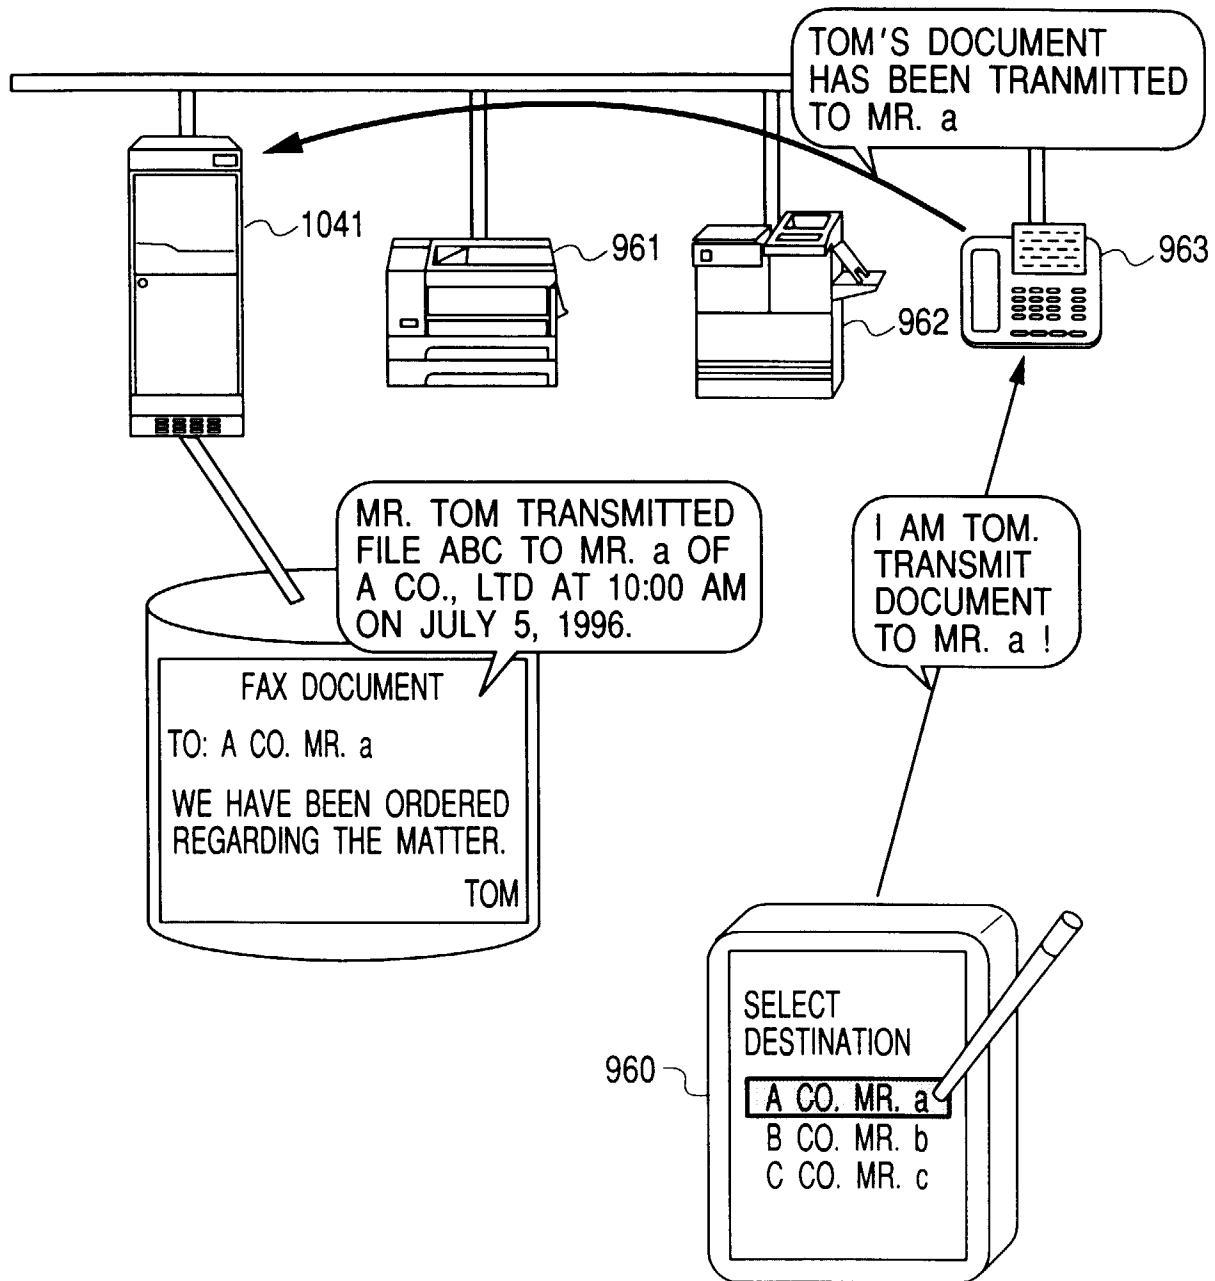 TOM'S DOCUMENT
HAS BEEN TRANMITTED
TO MR. a
1041
961
962
963
MR. TOM TRANSMITTED
FILE ABC TO MR. a OF
A CO., LTD AT 10:00 AM
ON JULY 5, 1996.
I AM TOM.
TRANSMIT
DOCUMENT
TO MR. a !
FAX DOCUMENT
TO: A CO. MR. a
WE HAVE BEEN ORDERED
REGARDING THE MATTER.
TOM
960
SELECT
DESTINATION
A CO. MR. a
B CO. MR. b
C CO. MR. c